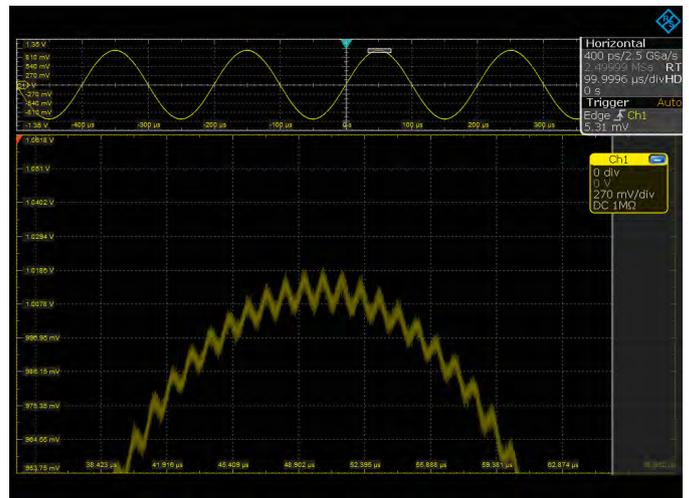 1.35 V
810 mV
540 mV
270 mV
-270 mV
-540 mV
-810 mV
-1.35 V
-400 µs
-300 µs
-200 µs
-100 µs
0 s
100 µs
200 µs
300 µs
Horizontal
400 ps/2.5 GSa/s
2.49999 MSa RT
99.9996 µs/div HD
0 s
Trigger Auto
Edge Ch1
5.31 mV
Ch1
0 div
0 V
270 mV/div
DC 1MΩ
1.0618 V
1.051 V
1.0402 V
1.0294 V
1.0186 V
1.0078 V
996.95 mV
986.15 mV
975.35 mV
964.55 mV
953.75 mV
38.423 µs
41.916 µs
45.409 µs
48.902 µs
52.395 µs
55.888 µs
59.381 µs
62.874 µs